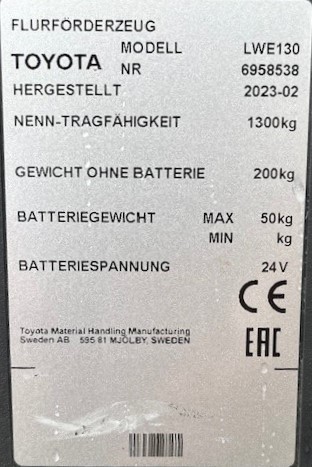 FLURFÖRDERZEUG
TOYOTA
MODELL LWE130
NR 6958538
HERGESTELLT 2023-02
NENN-TRAGFÄHIGKEIT 1300kg
GEWICHT OHNE BATTERIE 200kg
BATTERIEGEWICHT MAX 50kg
MIN kg
BATTERIESPANNUNG 24V
CE
Toyota Material Handling Manufacturing
Sweden AB 595 81 MJÖLBY, SWEDEN
EAC